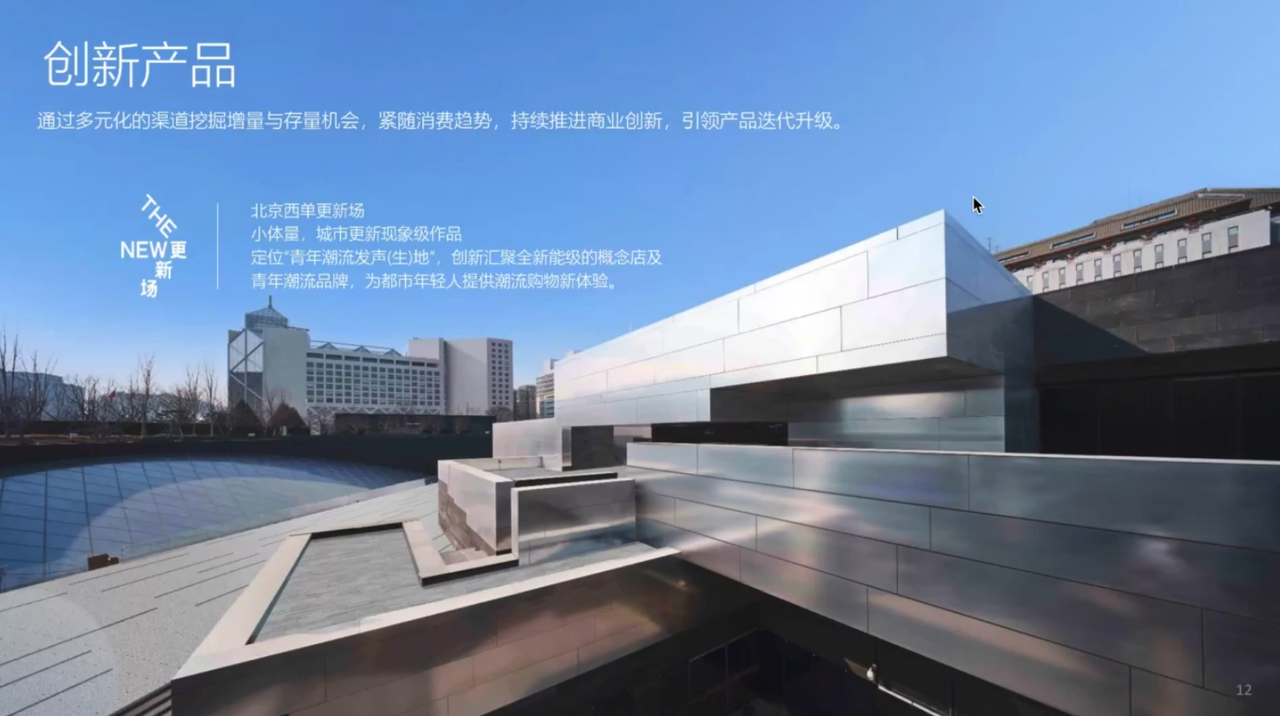 创新产品
通过多元化的渠道挖掘增量与存量机会，紧随消费趋势，持续推进商业创新，引领产品迭代升级。
THE
NEW更
新
场
北京西单更新场
小体量，城市更新现象级作品
定位“青年潮流发声(生)地”，创新汇聚全新能级的概念店及
青年潮流品牌，为都市年轻人提供潮流购物新体验。
12